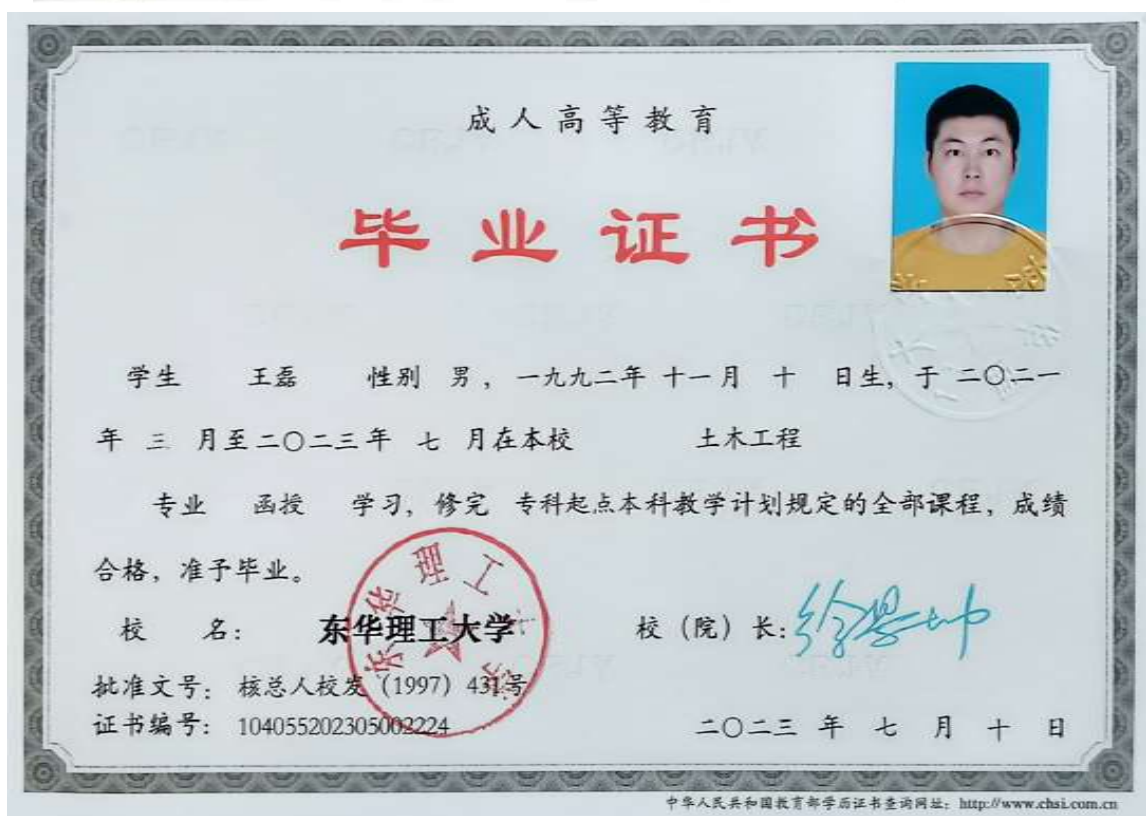 成人高等教育
毕业证书
学生 王磊 性别 男，一九九二年 十一月 十 日生，于 二〇二一
年 三 月至二〇二三年 七 月在本校 土木工程
专业 函授 学习，修完 专科起点本科教学计划规定的全部课程，成绩
合格，准予毕业。
校 名： 东华理工大学 校（院）长：
东华理工大学
批准文号： 核总人校发（1997）431号
证书编号： 104055202305002224 二〇二三 年 七 月 十 日
中华人民共和国教育部学历证书查询网址：http://www.chsi.com.cn